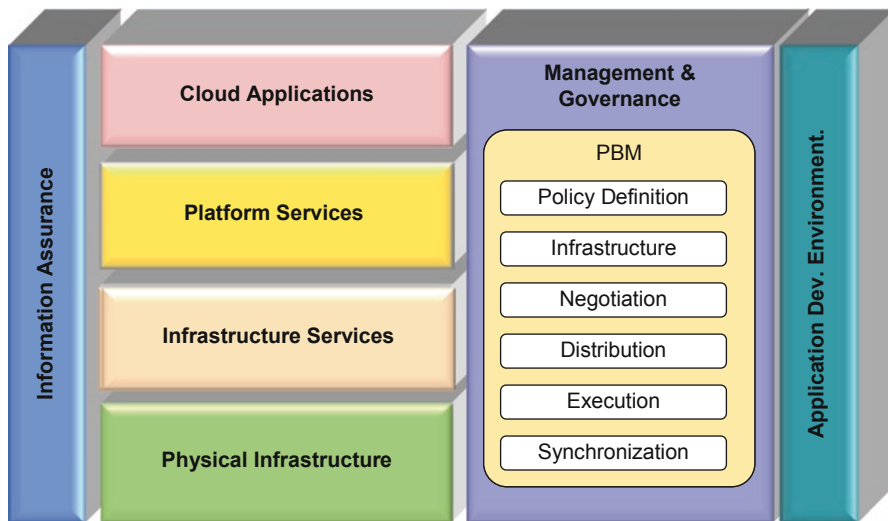 Information Assurance
Cloud Applications
Platform Services
Infrastructure Services
Physical Infrastructure
Management &
Governance
PBM
Policy Definition
Infrastructure
Negotiation
Distribution
Execution
Synchronization
Application Dev. Environment.